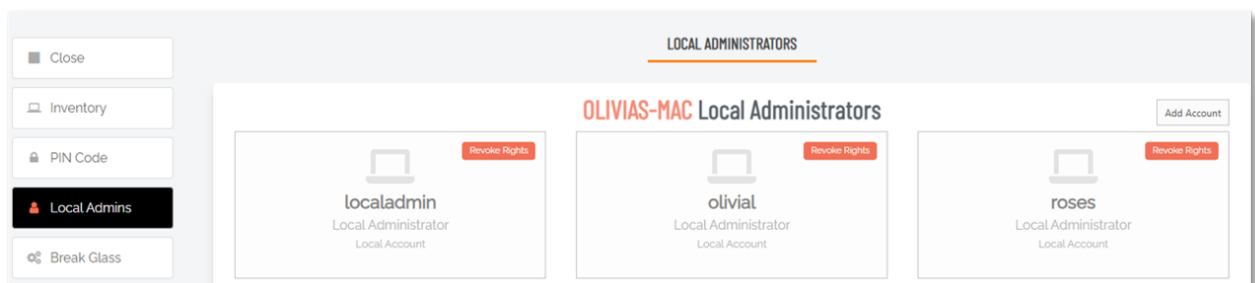 Close
Inventory
PIN Code
Local Admins
Break Glass
LOCAL ADMINISTRATORS
OLIVIAS-MAC Local Administrators
Add Account
Revoke Rights
localadmin
Local Administrator
Local Account
Revoke Rights
olivial
Local Administrator
Local Account
Revoke Rights
roses
Local Administrator
Local Account